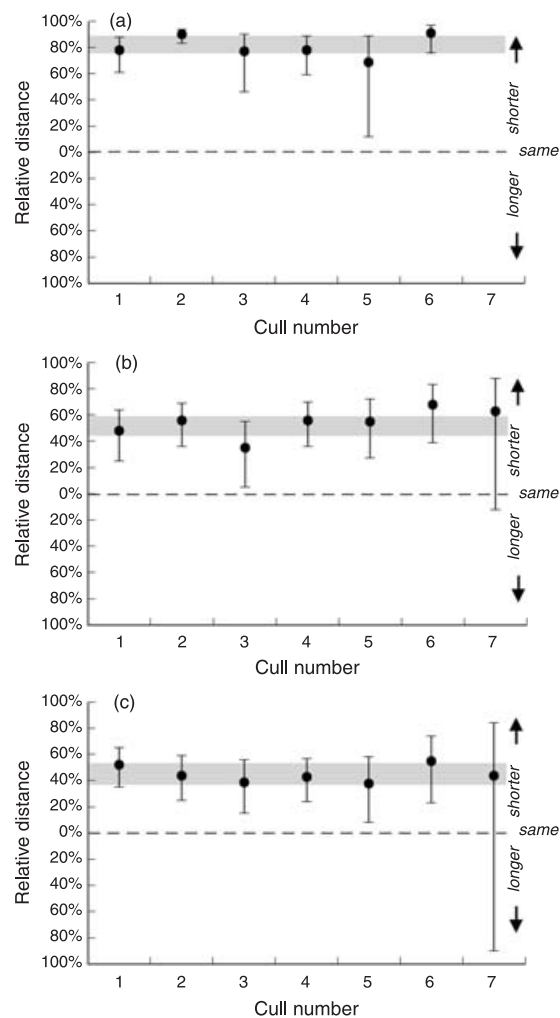 (a)
100%
80%
60%
40%
20%
0%
20%
40%
60%
80%
100%
Relative distance
shorter
same
longer
1 2 3 4 5 6 7
Cull number
(b)
100%
80%
60%
40%
20%
0%
20%
40%
60%
80%
100%
Relative distance
shorter
same
longer
1 2 3 4 5 6 7
Cull number
(c)
100%
80%
60%
40%
20%
0%
20%
40%
60%
80%
100%
Relative distance
shorter
same
longer
1 2 3 4 5 6 7
Cull number